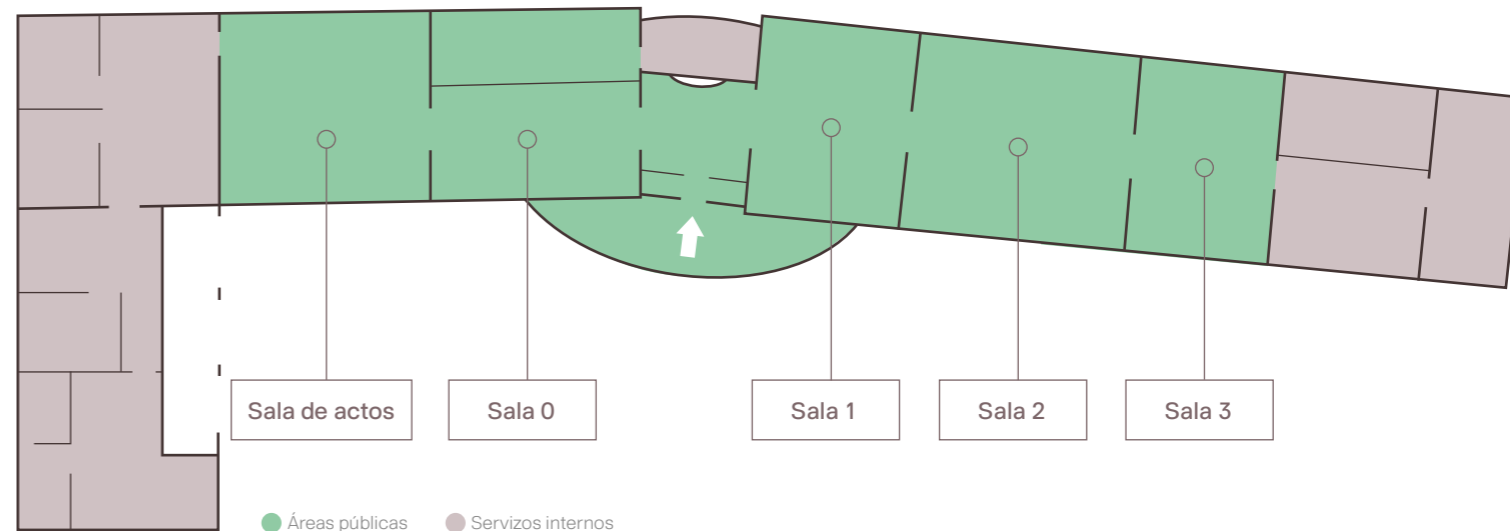 Sala de actos
Sala 0
Sala 1
Sala 2
Sala 3
Áreas públicas
Servizos internos